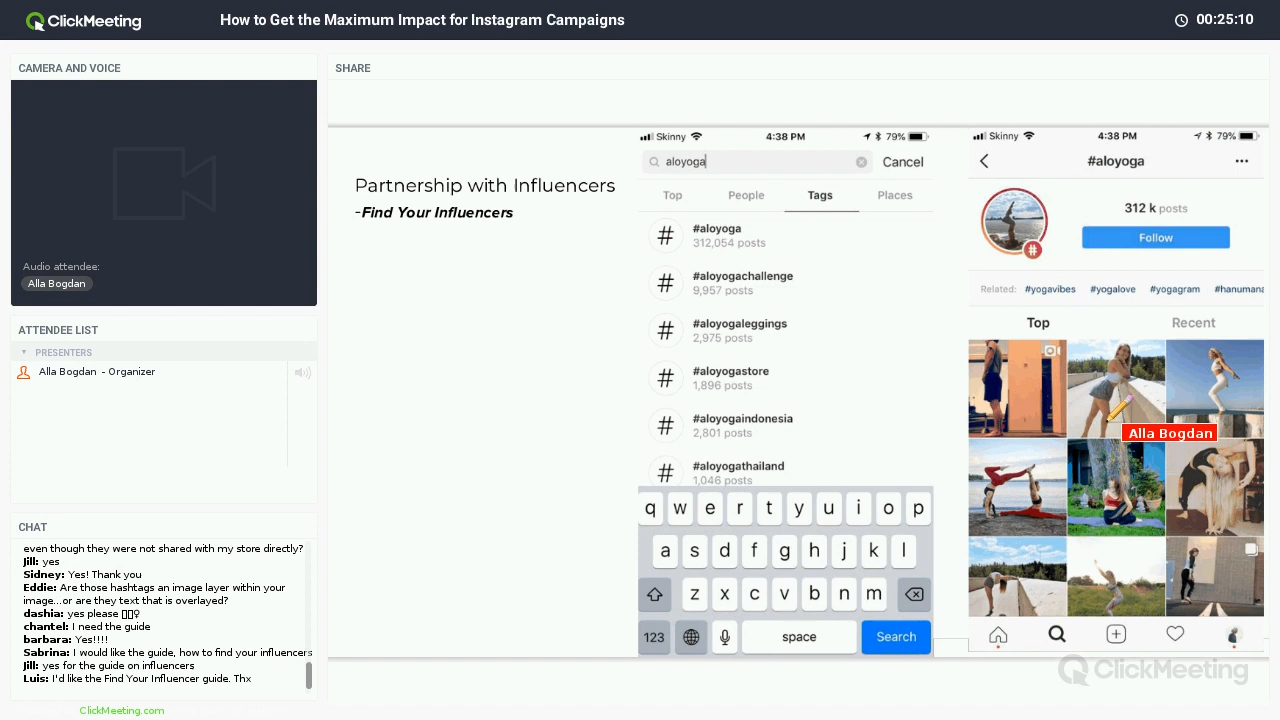 ClickMeeting
How to Get the Maximum Impact for Instagram Campaigns
00:25:10
CAMERA AND VOICE
Audio attendee:
Alla Bogdan
ATTENDEE LIST
PRESENTERS
Alla Bogdan - Organizer
CHAT
even though they were not shared with my store directly?
Jill: yes
Sidney: Yes! Thank you
Eddie: Are those hashtags an image layer within your
image...or are they text that is overlayed?
dashia: yes please
chantel: I need the guide
barbara: Yes!!!!
Sabrina: I would like the guide, how to find your influencers
Jill: yes for the guide on influencers
Luis: I'd like the Find Your Influencer guide. Thx
ClickMeeting.com
SHARE
Partnership with Influencers
-Find Your Influencers
Skinny 4:38 PM 79%
aloyoga Cancel
Top People Tags Places
# #aloyoga
312,054 posts
# #aloyogachallenge
9,957 posts
# #aloyogaleggings
2,975 posts
# #aloyogastore
1,896 posts
# #aloyogaindonesia
2,801 posts
# #aloyogathailand
1,046 posts
q w e r t y u i o p
a s d f g h j k l
z x c v b n m
123 space Search
Skinny 4:38 PM 79%
#aloyoga ...
312 k posts
#
Follow
Related: #yogavibes #yogalove #yogagram #hanumana
Top Recent
Alla Bogdan
ClickMeeting